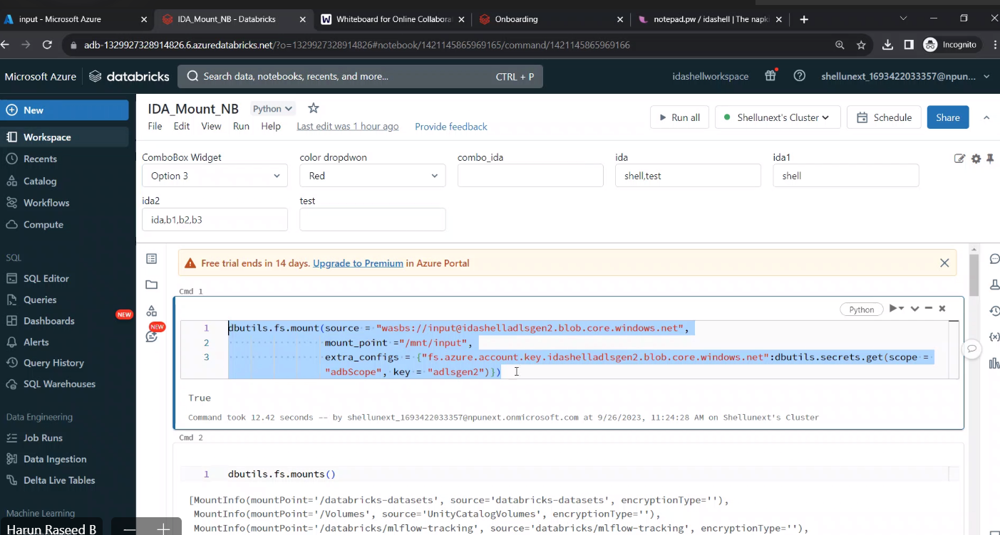 input - Microsoft Azure
IDA_Mount_NB - Databricks
Whiteboard for Online Collabora
Onboarding
notepad.pw / idashell | The napk
adb-1329927328914826.6.azuredatabricks.net/?o=1329927328914826#notebook/1421145865969165/command/1421145865969166
Incognito
Microsoft Azure
databricks
Search data, notebooks, recents, and more...
CTRL + P
idashellworkspace
shellunext_1693422033357@npun...
New
Workspace
Recents
Catalog
Workflows
Compute
SQL
SQL Editor
Queries
Dashboards
NEW
Alerts
Query History
SQL Warehouses
Data Engineering
Job Runs
Data Ingestion
Delta Live Tables
Machine Learning
Harun Raseed B
IDA_Mount_NB
Python
File Edit View Run Help Last edit was 1 hour ago Provide feedback
Run all
Shellunext's Cluster
Schedule
Share
ComboBox Widget
Option 3
color dropdwon
Red
combo_ida
ida
shell,test
ida1
shell
ida2
ida,b1,b2,b3
test
NEW
Free trial ends in 14 days. Upgrade to Premium in Azure Portal
Cmd 1
Python
1 dbutils.fs.mount(source = "wasbs://input@idashelladlsgen2.blob.core.windows.net",
2 mount_point ="/mnt/input",
3 extra_configs = {"fs.azure.account.key.idashelladlsgen2.blob.core.windows.net":dbutils.secrets.get(scope =
"adbScope", key = "adlsgen2")})
True
Command took 12.42 seconds -- by shellunext_1693422033357@npunext.onmicrosoft.com at 9/26/2023, 11:24:28 AM on Shellunext's Cluster
Cmd 2
1 dbutils.fs.mounts()
[MountInfo(mountPoint='/databricks-datasets', source='databricks-datasets', encryptionType=''),
MountInfo(mountPoint='/Volumes', source='UnityCatalogVolumes', encryptionType=''),
MountInfo(mountPoint='/databricks/mlflow-tracking', source='databricks/mlflow-tracking', encryptionType=''),